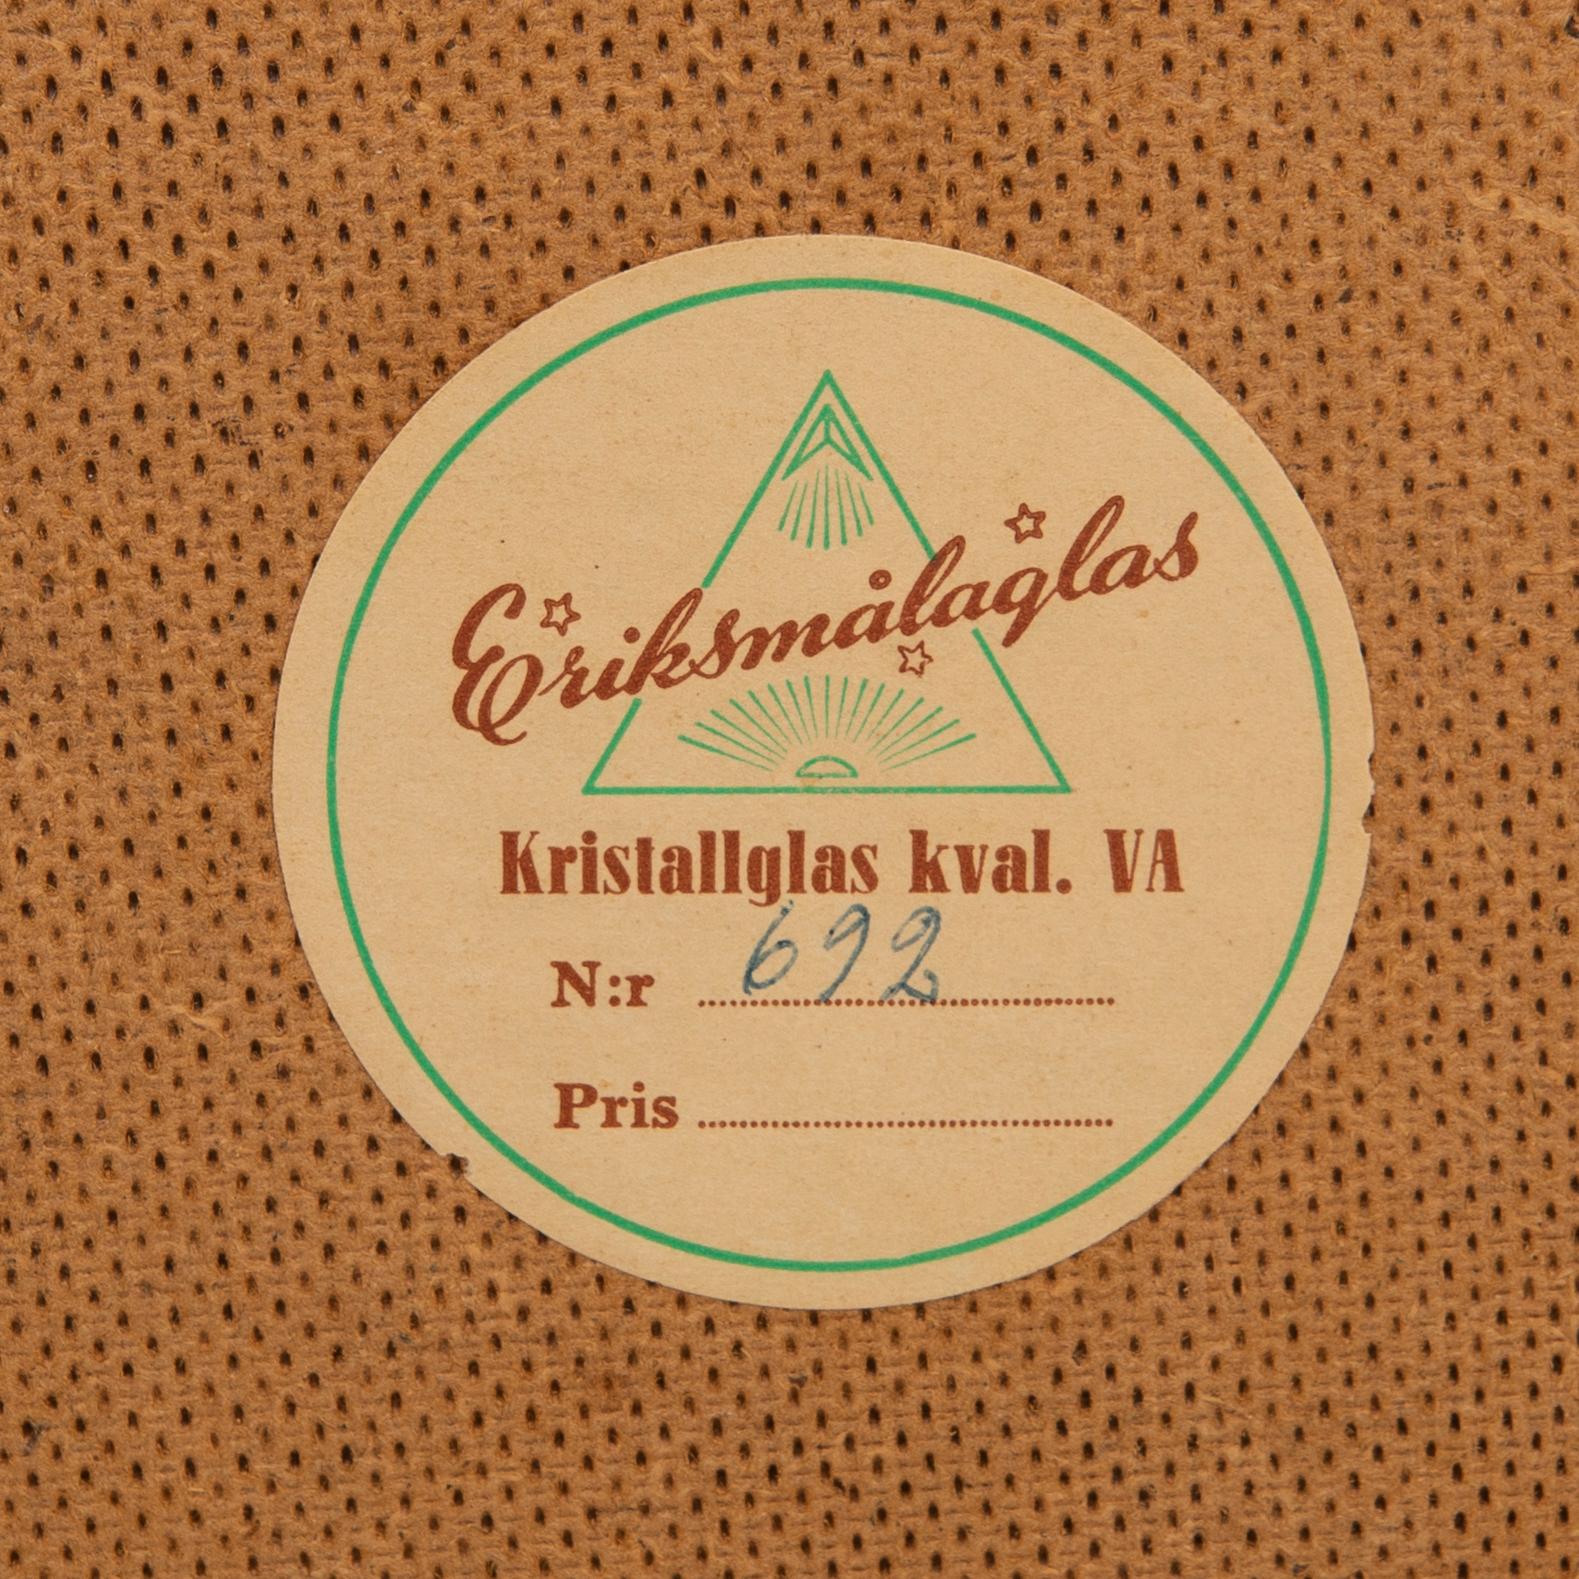 Eriksmålaglas
Kristallglas kval. VA
N:r 692
Pris